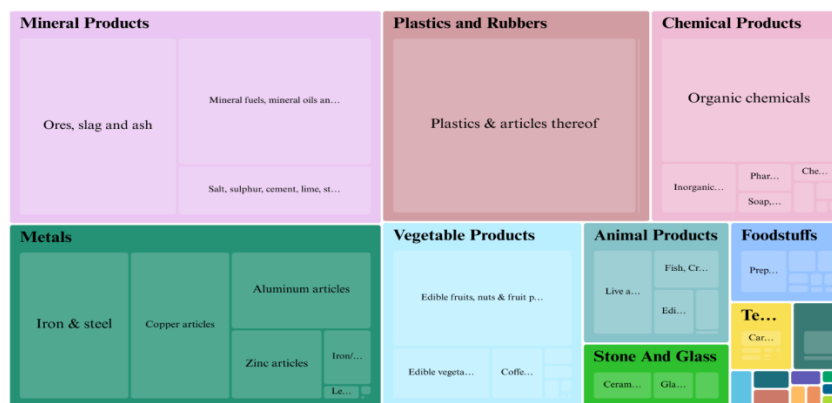 Mineral Products
Ores, slag and ash
Mineral fuels, mineral oils an…
Salt, sulphur, cement, lime, st…
Plastics and Rubbers
Plastics & articles thereof
Chemical Products
Organic chemicals
Inorganic…
Phar…
Che…
Soap,…
Metals
Iron & steel
Copper articles
Aluminum articles
Zinc articles
Iron/…
Le…
Vegetable Products
Edible fruits, nuts & fruit p…
Edible vegeta…
Coffe…
Animal Products
Live a…
Fish, Cr…
Edi…
Stone And Glass
Ceram…
Gla…
Foodstuffs
Prep…
Te…
Car…